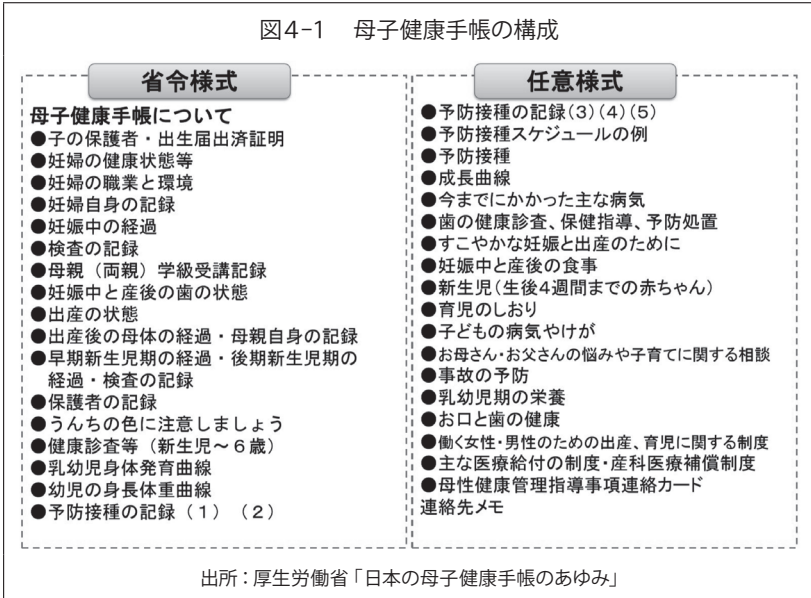 図4-1　母子健康手帳の構成
省令様式
母子健康手帳について
●子の保護者・出生届出済証明
●妊婦の健康状態等
●妊婦の職業と環境
●妊婦自身の記録
●妊娠中の経過
●検査の記録
●母親（両親）学級受講記録
●妊娠中と産後の歯の状態
●出産の状態
●出産後の母体の経過・母親自身の記録
●早期新生児期の経過・後期新生児期の
経過・検査の記録
●保護者の記録
●うんちの色に注意しましょう
●健康診査等（新生児～６歳）
●乳幼児身体発育曲線
●幼児の身長体重曲線
●予防接種の記録（１）（２）
任意様式
●予防接種の記録(3)(4)(5)
●予防接種スケジュールの例
●予防接種
●成長曲線
●今までにかかった主な病気
●歯の健康診査、保健指導、予防処置
●すこやかな妊娠と出産のために
●妊娠中と産後の食事
●新生児(生後4週間までの赤ちゃん)
●育児のしおり
●子どもの病気やけが
●お母さん・お父さんの悩みや子育てに関する相談
●事故の予防
●乳幼児期の栄養
●お口と歯の健康
●働く女性・男性のための出産、育児に関する制度
●主な医療給付の制度・産科医療補償制度
●母性健康管理指導事項連絡カード
連絡先メモ
出所：厚生労働省「日本の母子健康手帳のあゆみ」